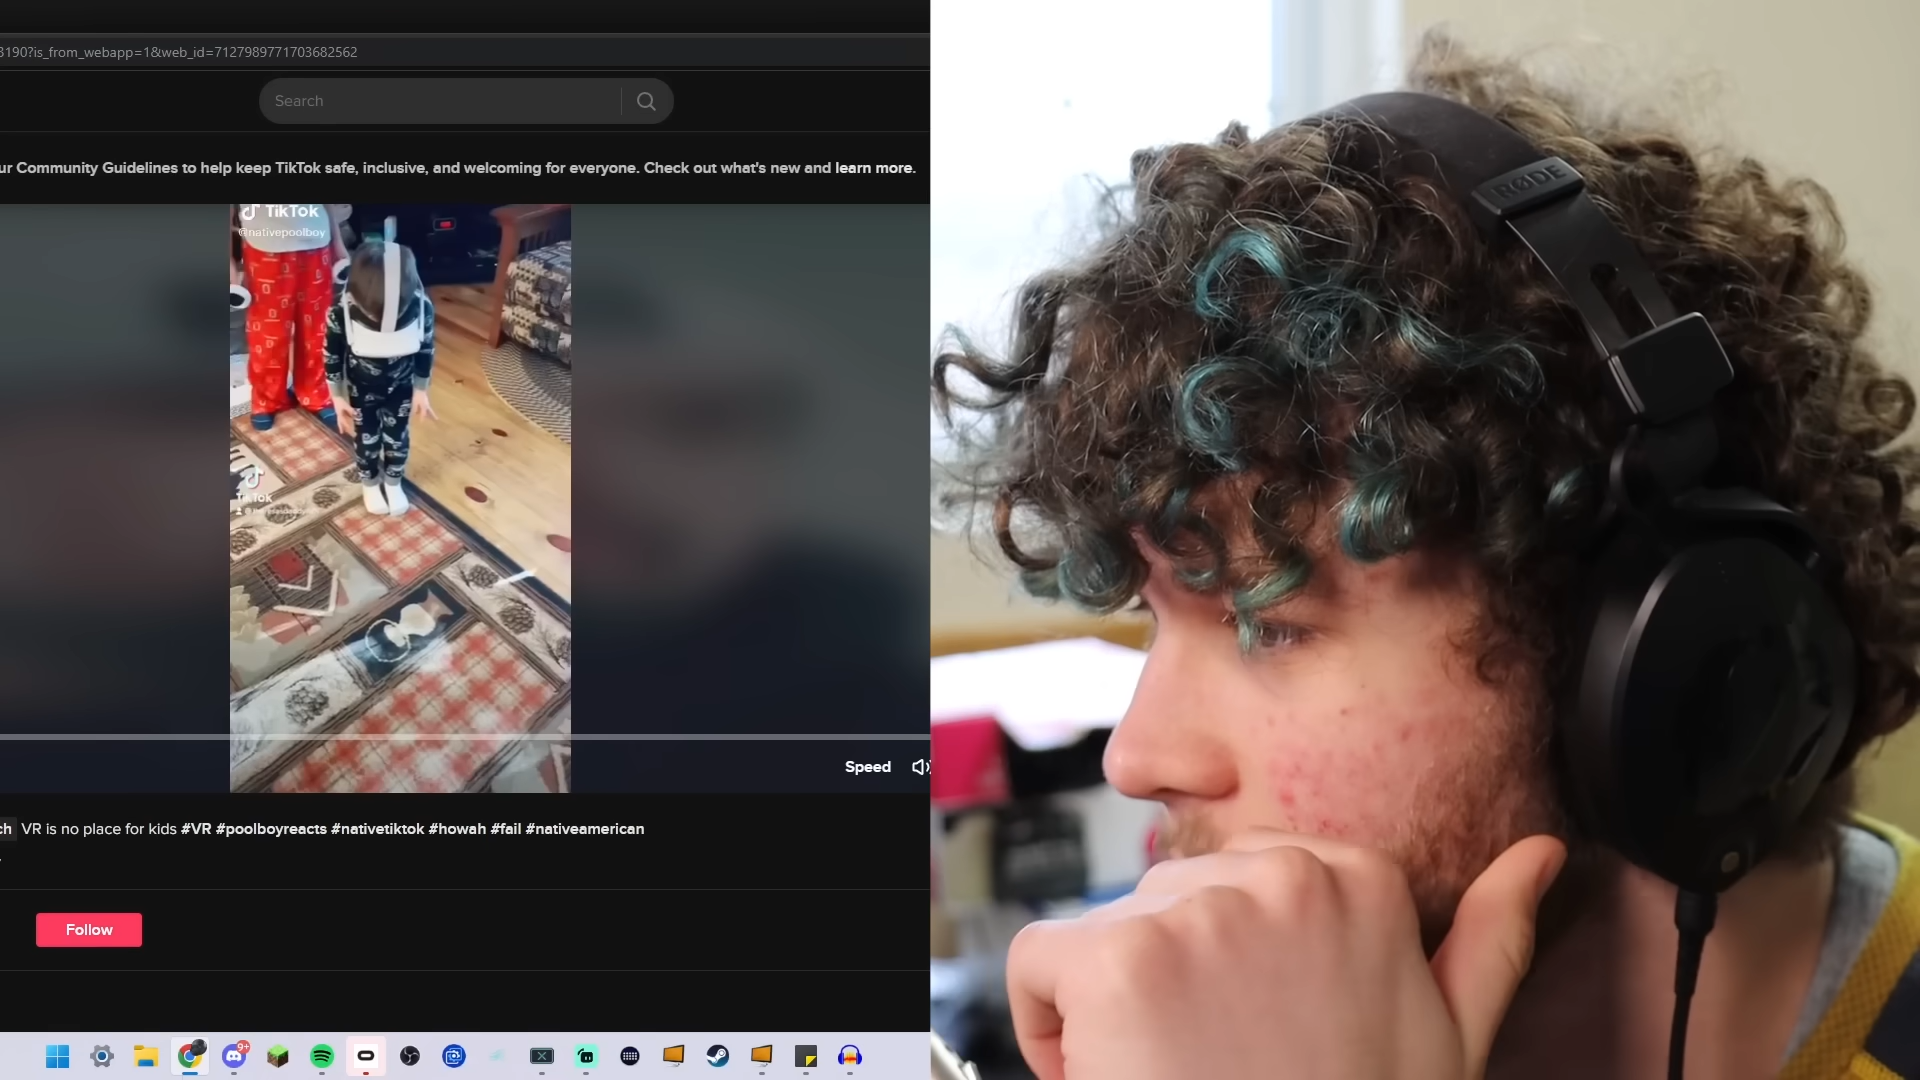 3190?is_from_webapp=1&web_id=7127989771703682562
Search
ur Community Guidelines to help keep TikTok safe, inclusive, and welcoming for everyone. Check out what's new and learn more.
TikTok
@nativepoolboy
RØDE
TikTok
Speed
ch VR is no place for kids #VR #poolboyreacts #nativetiktok #howah #fail #nativeamerican
Follow
9+